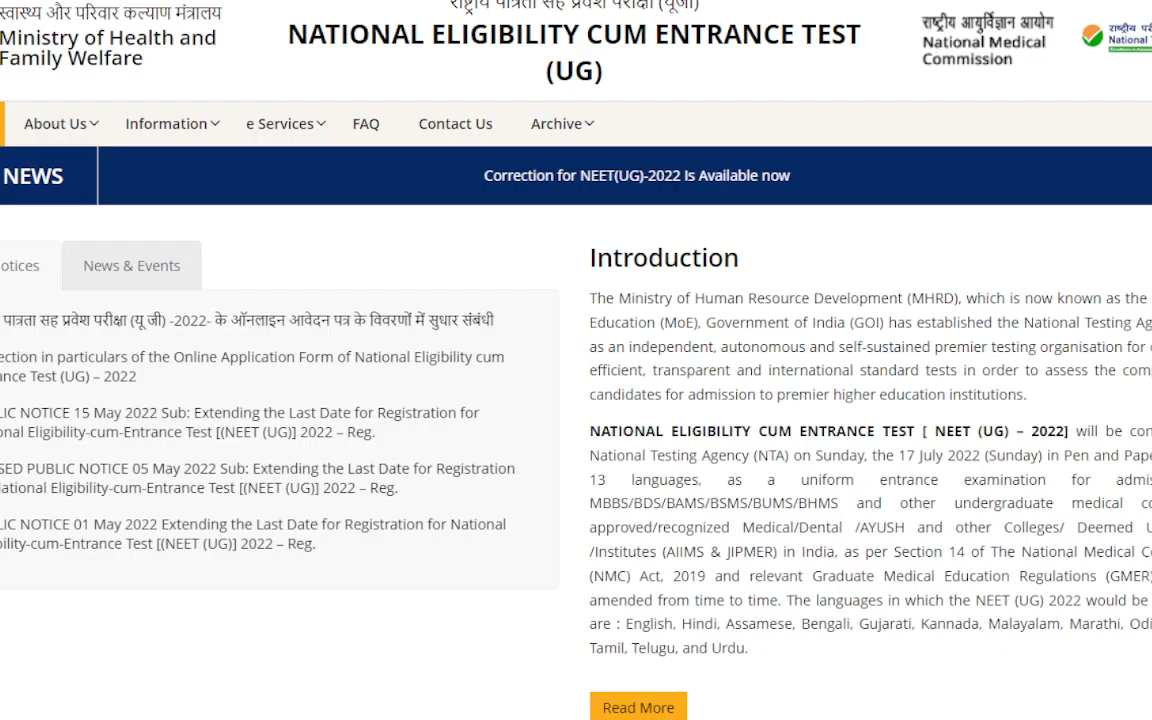 स्वास्थ्य और परिवार कल्याण मंत्रालय
Ministry of Health and
Family Welfare
राष्ट्रीय पात्रता सह प्रवेश परीक्षा (यूजी)
NATIONAL ELIGIBILITY CUM ENTRANCE TEST
(UG)
राष्ट्रीय आयुर्विज्ञान आयोग
National Medical
Commission
राष्ट्रीय
National
About Us
Information
e Services
FAQ
Contact Us
Archive
NEWS
Correction for NEET(UG)-2022 Is Available now
otices
News & Events
पात्रता सह प्रवेश परीक्षा (यू जी) -2022- के ऑनलाइन आवेदन पत्र के विवरणों में सुधार संबंधी
ection in particulars of the Online Application Form of National Eligibility cum
ance Test (UG) – 2022
LIC NOTICE 15 May 2022 Sub: Extending the Last Date for Registration for
onal Eligibility-cum-Entrance Test [(NEET (UG)] 2022 – Reg.
SED PUBLIC NOTICE 05 May 2022 Sub: Extending the Last Date for Registration
ational Eligibility-cum-Entrance Test [(NEET (UG)] 2022 – Reg.
LIC NOTICE 01 May 2022 Extending the Last Date for Registration for National
bility-cum-Entrance Test [(NEET (UG)] 2022 – Reg.
Introduction
The Ministry of Human Resource Development (MHRD), which is now known as the
Education (MoE), Government of India (GOI) has established the National Testing Ag
as an independent, autonomous and self-sustained premier testing organisation for
efficient, transparent and international standard tests in order to assess the com
candidates for admission to premier higher education institutions.
NATIONAL ELIGIBILITY CUM ENTRANCE TEST [ NEET (UG) – 2022] will be con
National Testing Agency (NTA) on Sunday, the 17 July 2022 (Sunday) in Pen and Pape
13 languages, as a uniform entrance examination for admis
MBBS/BDS/BAMS/BSMS/BUMS/BHMS and other undergraduate medical co
approved/recognized Medical/Dental /AYUSH and other Colleges/ Deemed U
/Institutes (AIIMS & JIPMER) in India, as per Section 14 of The National Medical C
(NMC) Act, 2019 and relevant Graduate Medical Education Regulations (GMER)
amended from time to time. The languages in which the NEET (UG) 2022 would be
are : English, Hindi, Assamese, Bengali, Gujarati, Kannada, Malayalam, Marathi, Odi
Tamil, Telugu, and Urdu.
Read More